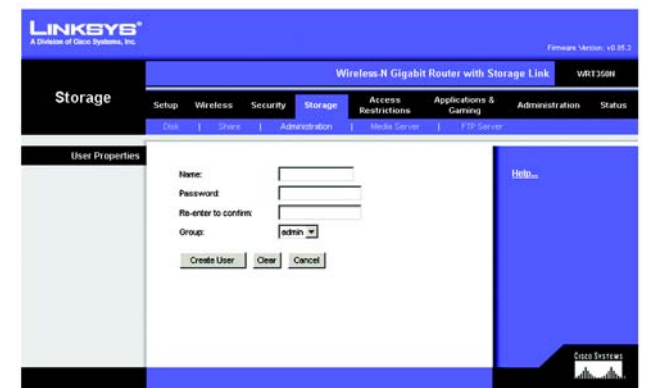 LINKSYS®
A Division of Cisco Systems, Inc.
Firmware Version: v0.85.3
Wireless-N Gigabit Router with Storage Link WRT350N
Storage
Setup Wireless Security Storage Access Restrictions Applications & Gaming Administration Status
Disk | Share | Administration | Media Server | FTP Server
User Properties
Name:
Help...
Password:
Re-enter to confirm:
Group: admin
Create User Clear Cancel
CISCO SYSTEMS